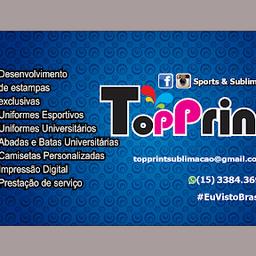 Desenvolvimento
de estampas
exclusivas
Uniformes Esportivos
Uniformes Universitários
Abadas e Batas Universitárias
Camisetas Personalizadas
Impressão Digital
Prestação de serviço
Sports & Sublim
TopPrin
topprintsublimacao@gmail.co
(15) 3384.369
#EuVistoBras